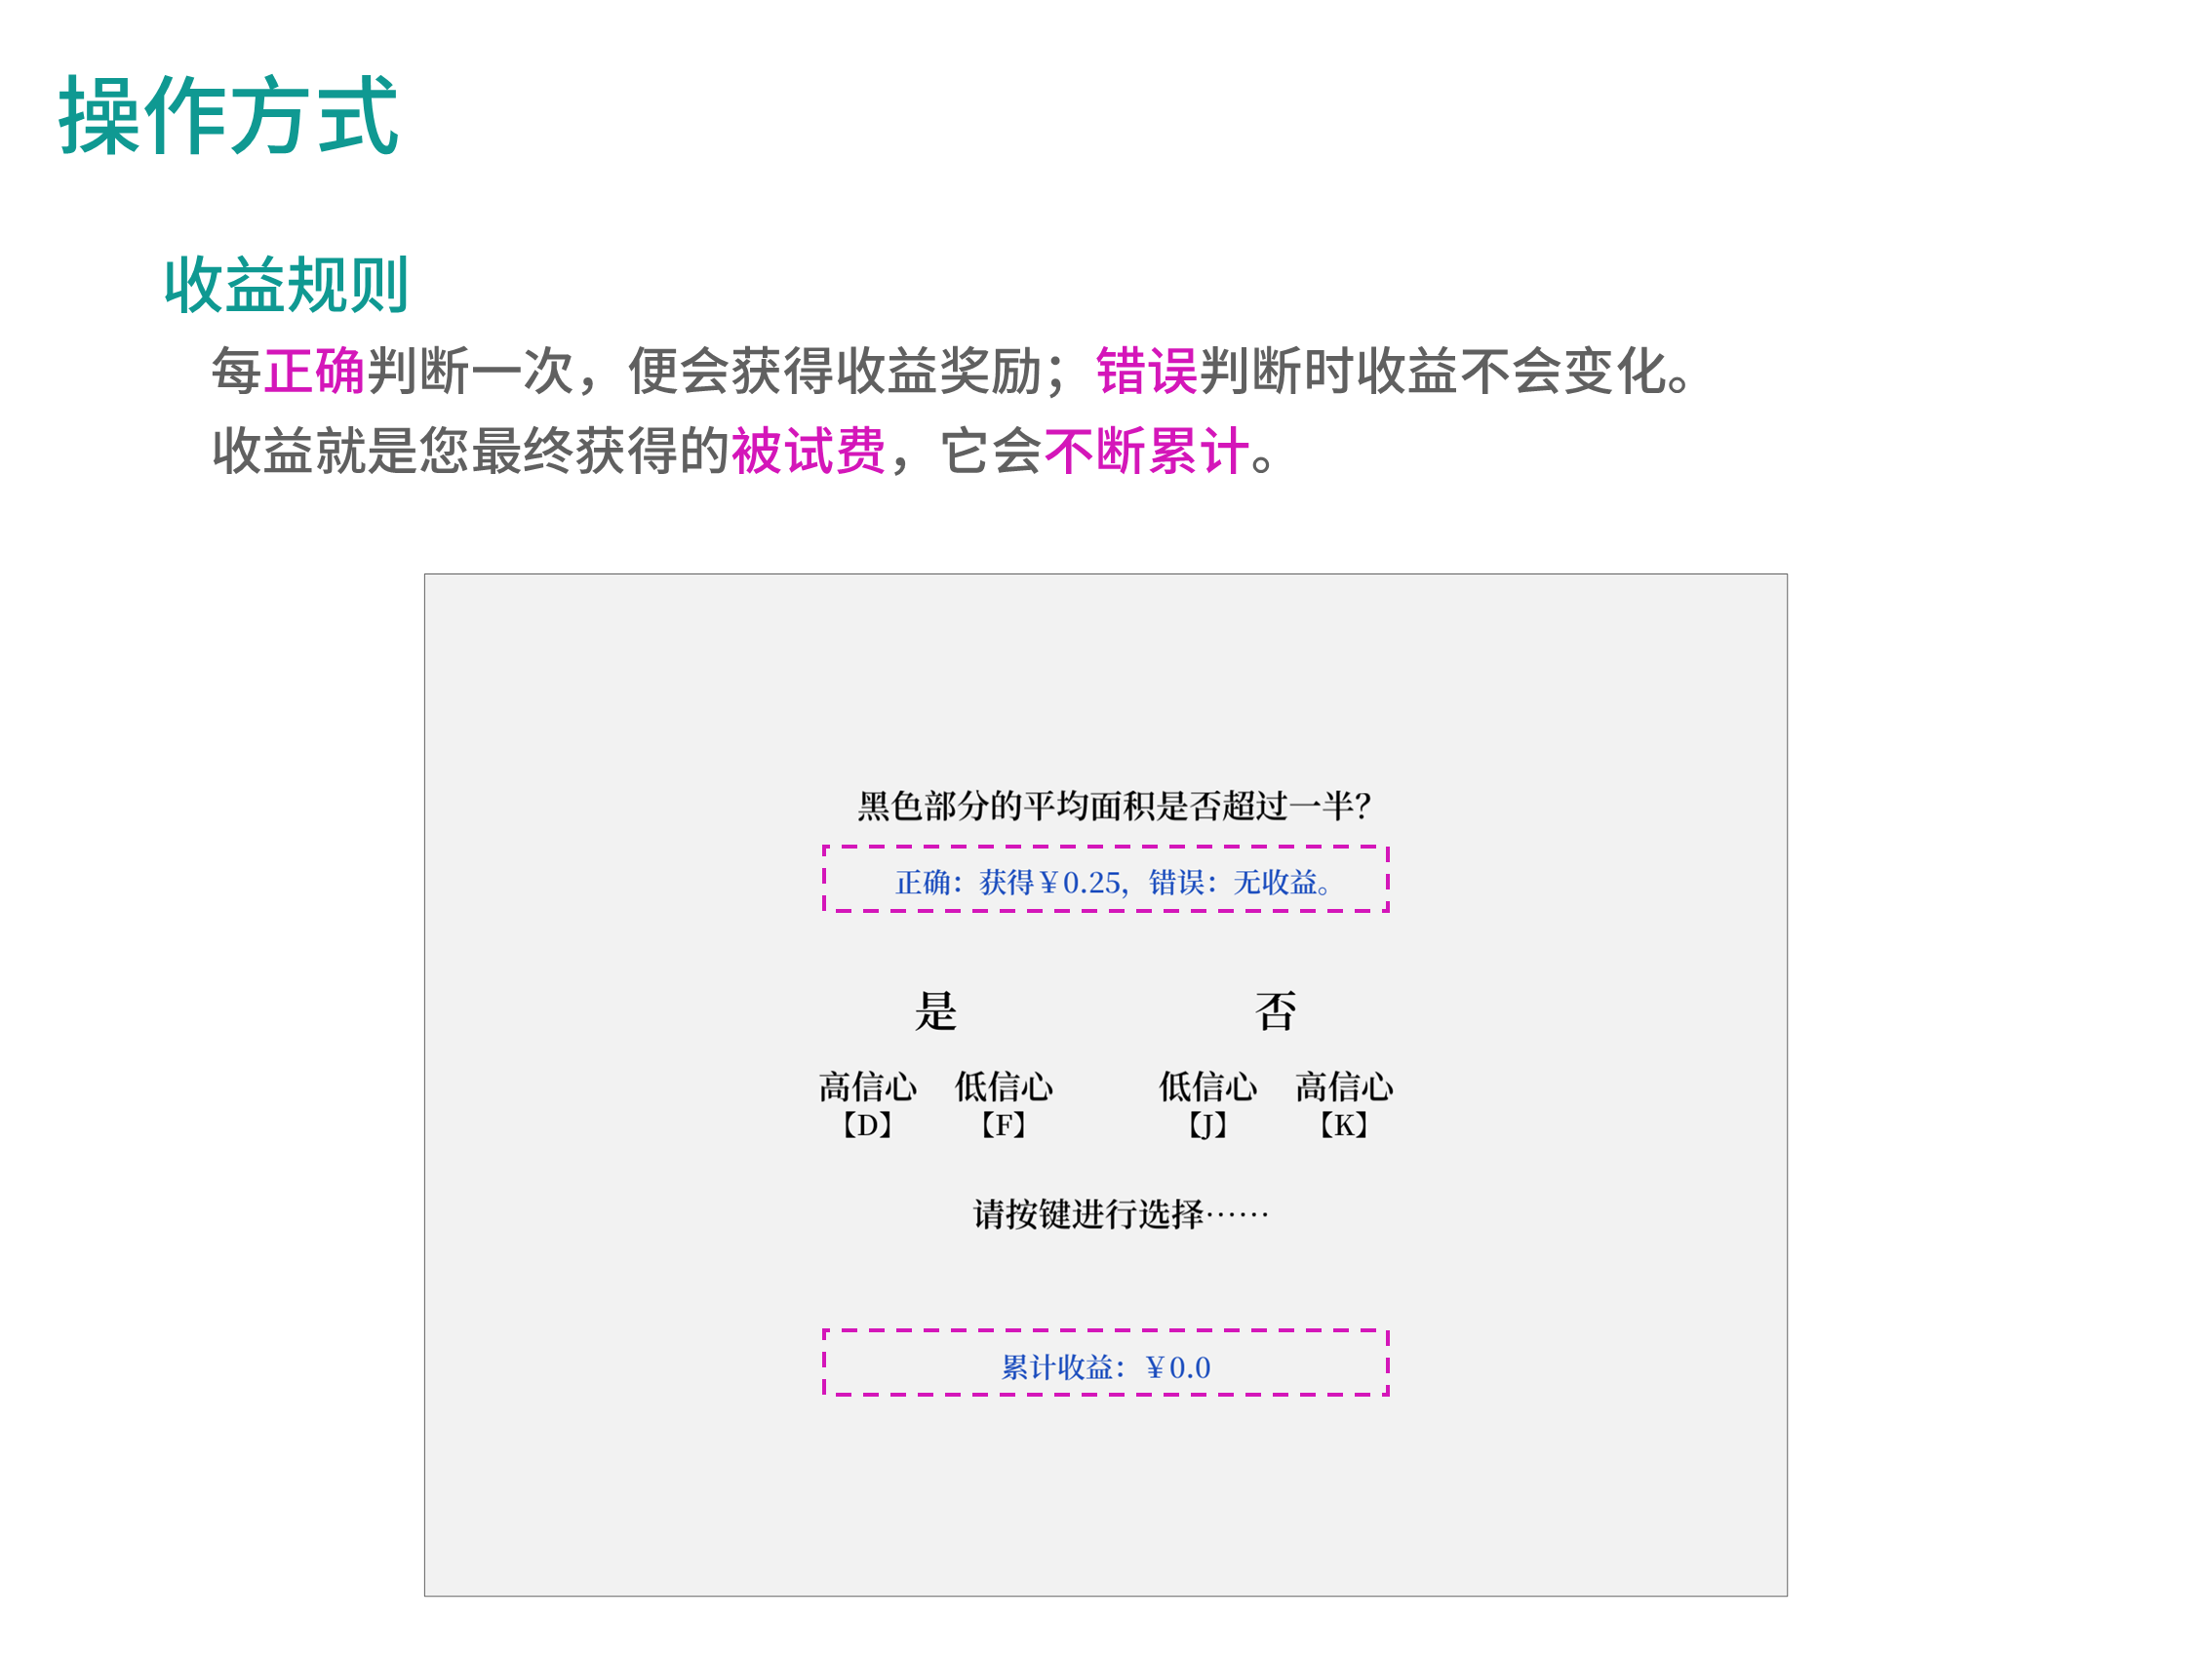 操作方式
收益规则
每正确判断一次，便会获得收益奖励；错误判断时收益不会变化。
收益就是您最终获得的被试费，它会不断累计。
黑色部分的平均面积是否超过一半？
正确：获得￥0.25，错误：无收益。
是 否
高信心 低信心 低信心 高信心
【D】 【F】 【J】 【K】
请按键进行选择……
累计收益：￥0.0